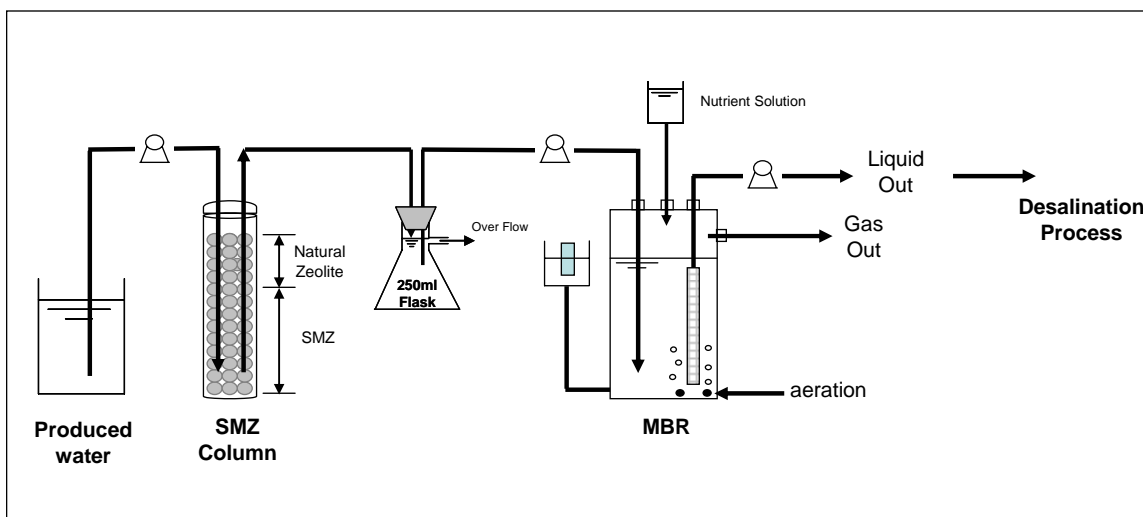 Nutrient Solution
Liquid
Out
Desalination
Process
Gas
Out
Over Flow
Natural
Zeolite
250ml
Flask
SMZ
aeration
Produced
water
SMZ
Column
MBR